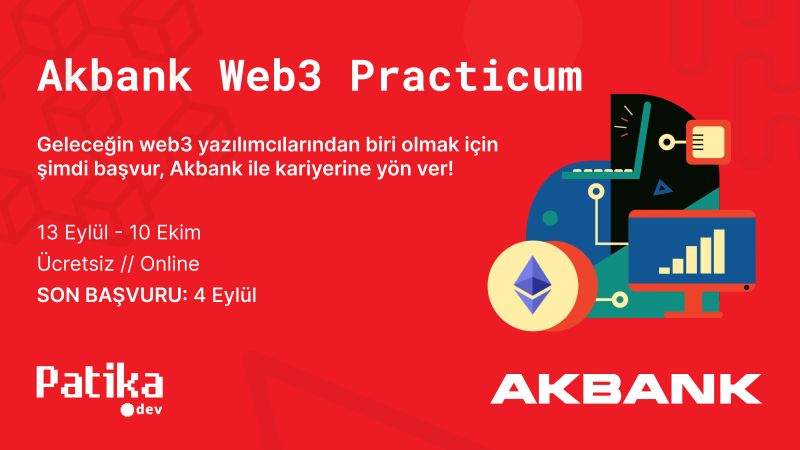 Akbank Web3 Practicum
Geleceğin web3 yazılımcılarından biri olmak için
şimdi başvur, Akbank ile kariyerine yön ver!
13 Eylül - 10 Ekim
Ücretsiz // Online
SON BAŞVURU: 4 Eylül
Patika
.dev
AKBANK